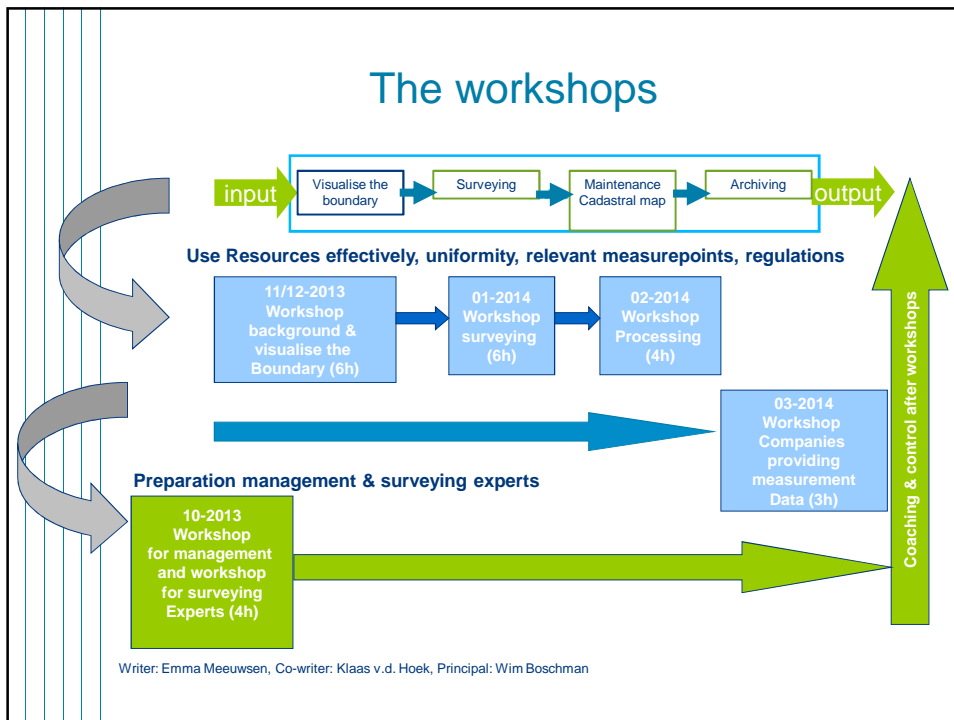 The workshops
input
Visualise the
boundary
Surveying
Maintenance
Cadastral map
Archiving
output
Use Resources effectively, uniformity, relevant measurepoints, regulations
11/12-2013
Workshop
background &
visualise the
Boundary (6h)
01-2014
Workshop
surveying
(6h)
02-2014
Workshop
Processing
(4h)
03-2014
Workshop
Companies
providing
measurement
Data (3h)
Coaching & control after workshops
Preparation management & surveying experts
10-2013
Workshop
for management
and workshop
for surveying
Experts (4h)
Writer: Emma Meeuwsen, Co-writer: Klaas v.d. Hoek, Principal: Wim Boschman